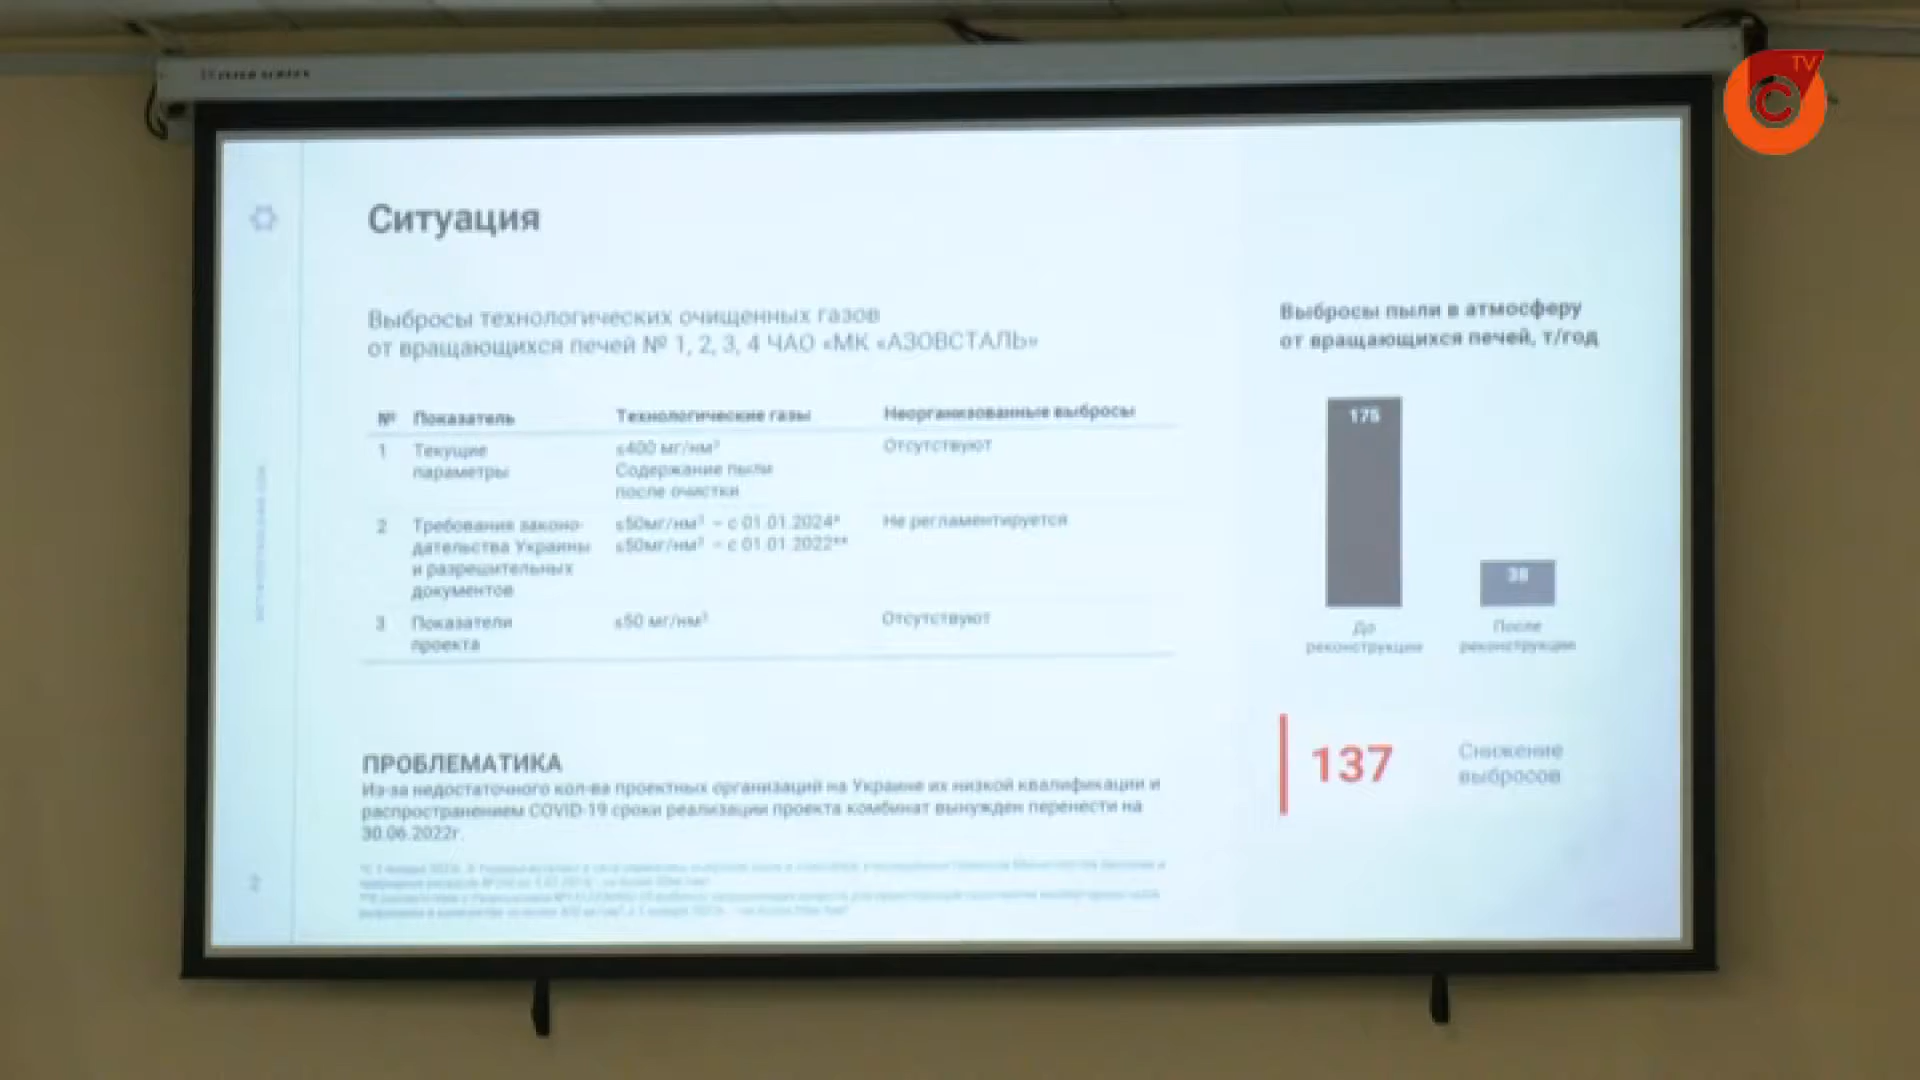 TV
C
Ситуация
Выбросы технологических очищенных газов
от вращающихся печей № 1, 2, 3, 4 ЧАО «МК «АЗОВСТАЛЬ»
№ Показатель Технологические газы Неорганизованные выбросы
1 Текущие параметры ≤400 мг/нм³ Содержание пыли после очистки Отсутствуют
2 Требования законо-дательства Украины и разрешительных документов ≤50мг/нм³ – с 01.01.2024* ≤50мг/нм³ – с 01.01.2022** Не регламентируется
3 Показатели проекта ≤50 мг/нм³ Отсутствуют
ПРОБЛЕМАТИКА
Из-за недостаточного кол-ва проектных организаций на Украине их низкой квалификации и
распространением COVID-19 сроки реализации проекта комбинат вынужден перенести на
30.06.2022г.
Выбросы пыли в атмосферу
от вращающихся печей, т/год
175
38
До
реконструкции
После
реконструкции
137
Снижение
выбросов